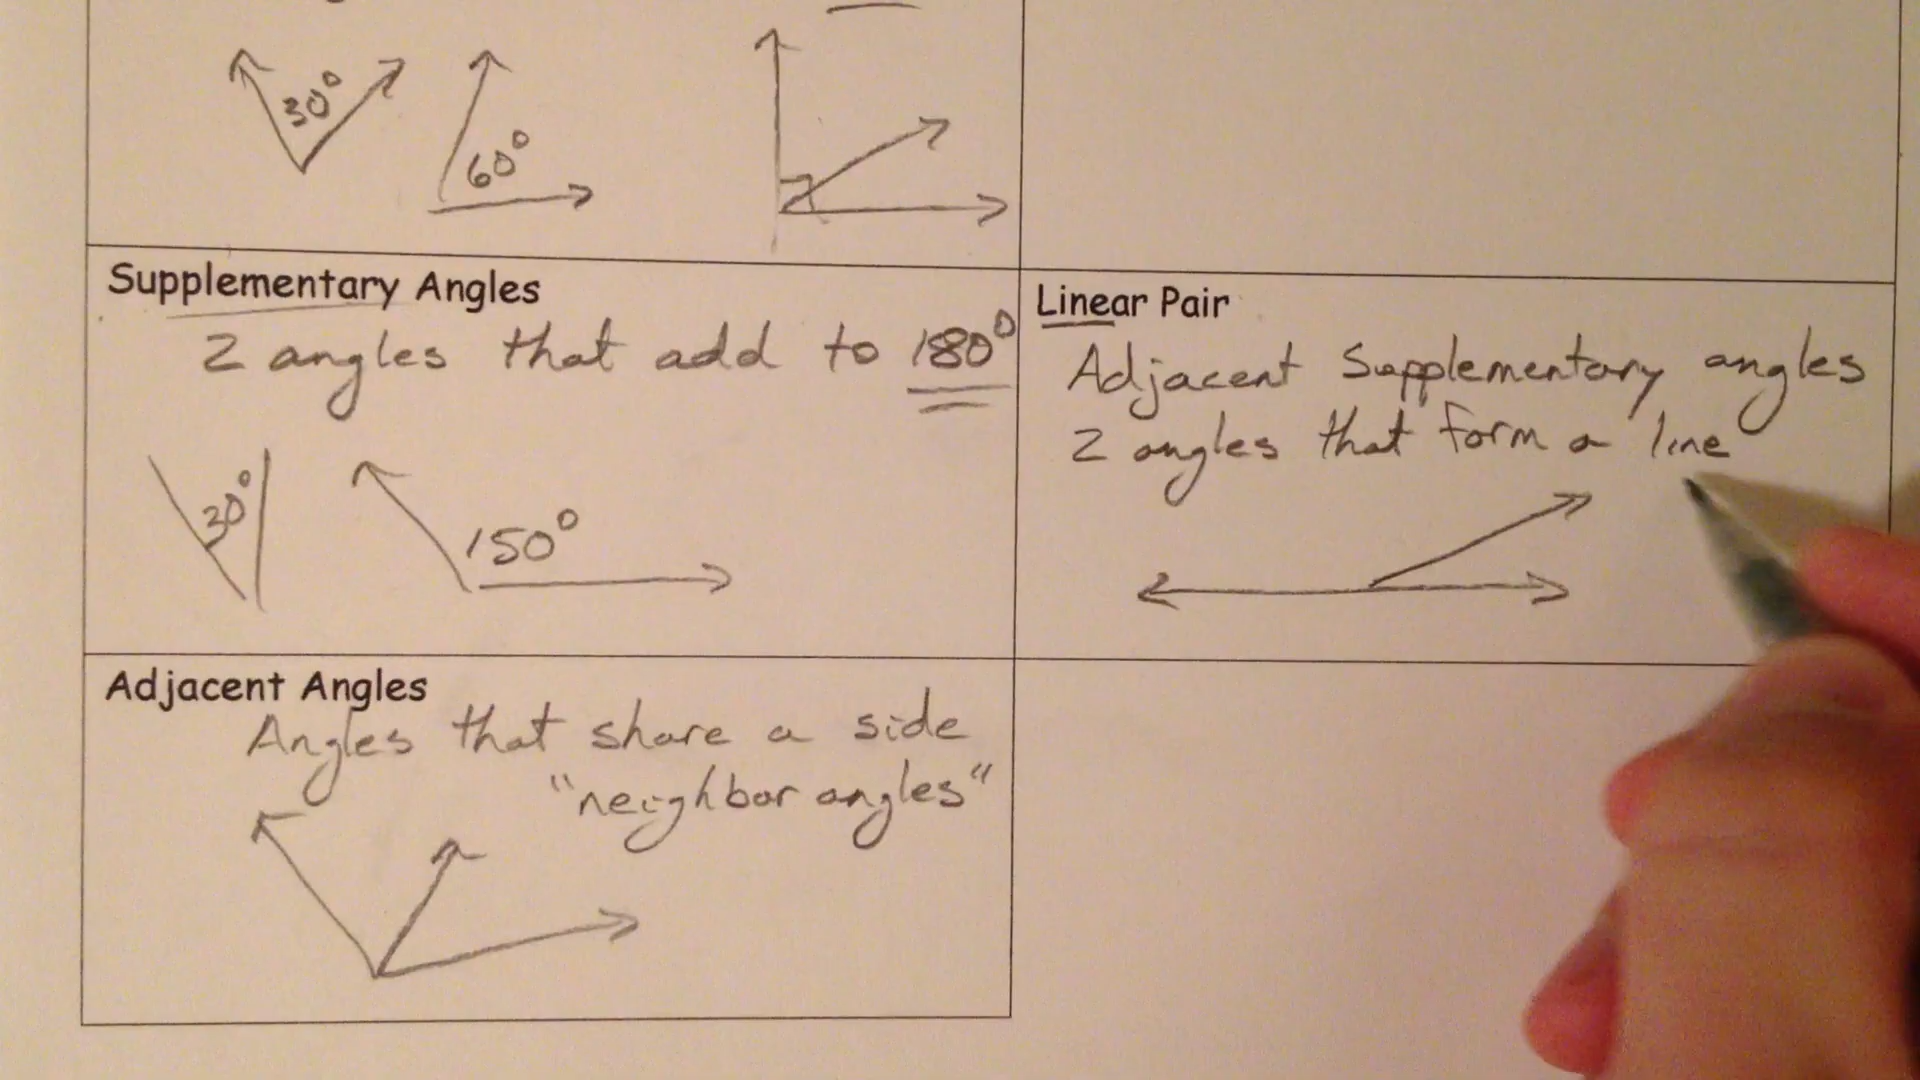 30°
60°
Supplementary Angles
2 angles that add to 180°
30°
150°
Linear Pair
Adjacent Supplementary angles
2 angles that form a line
Adjacent Angles
Angles that share a side
"neighbor angles"